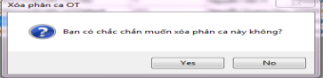 Xóa phân ca OT
Bạn có chắc chắn muốn xóa phân ca này không?
Yes
No